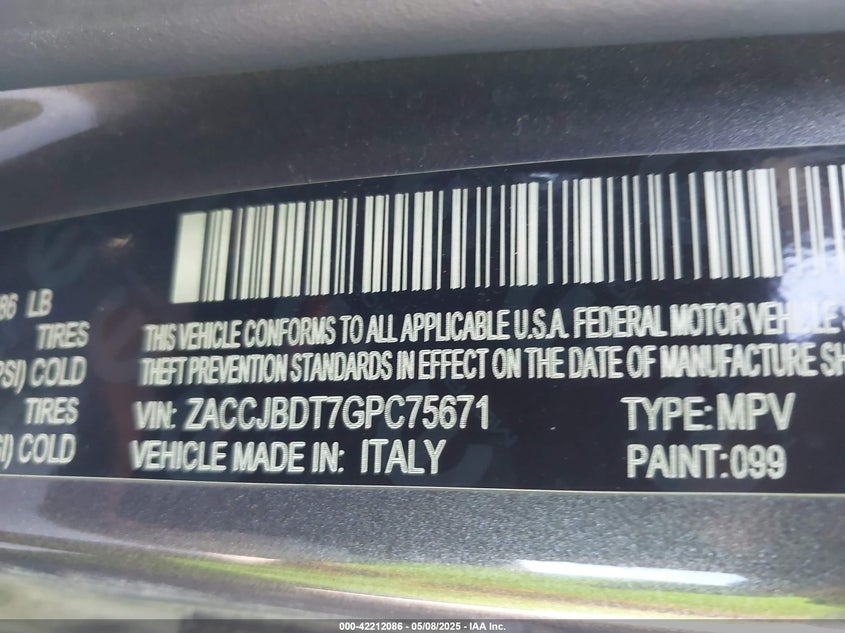 86 LB
TIRES
PSI) COLD
TIRES
SI) COLD
THIS VEHICLE CONFORMS TO ALL APPLICABLE U.S.A. FEDERAL MOTOR VEHICLE
THEFT PREVENTION STANDARDS IN EFFECT ON THE DATE OF MANUFACTURE SH
VIN: ZACCJBDT7GPC75671 TYPE: MPV
VEHICLE MADE IN: ITALY PAINT: 099
000-42212086 - 05/08/2025 - IAA Inc.